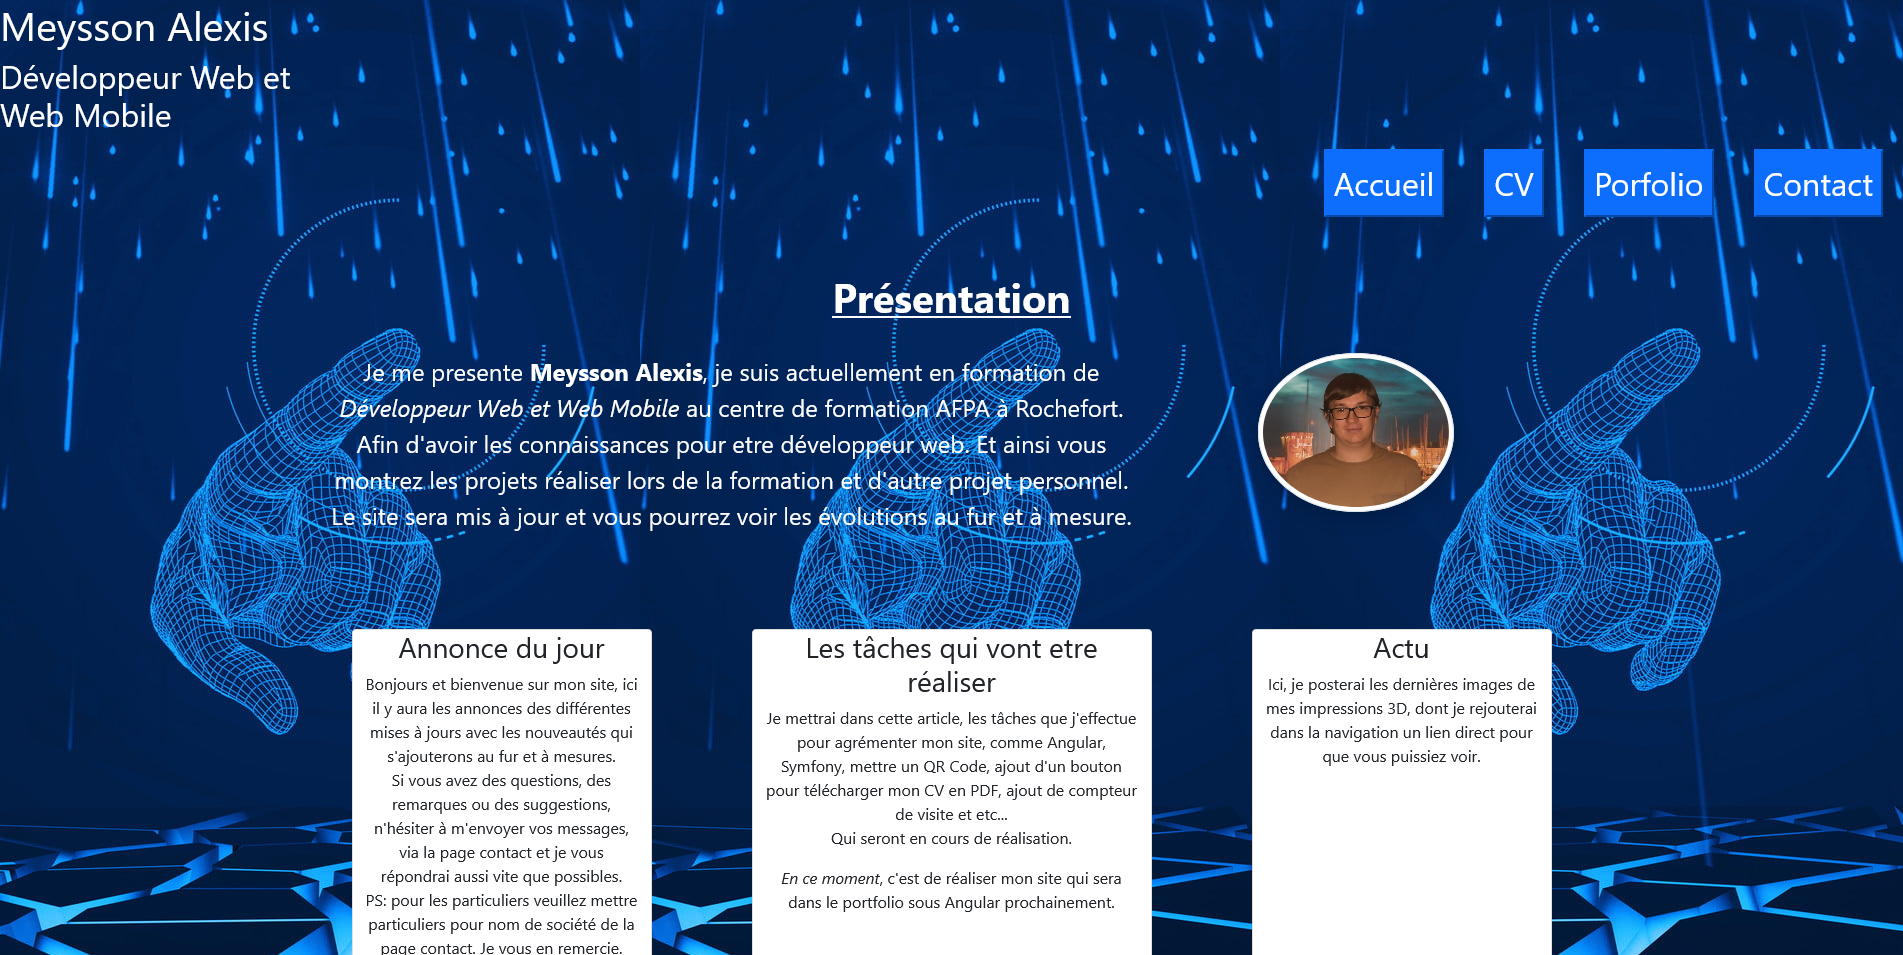 Meysson Alexis
Développeur Web et
Web Mobile
Accueil
CV
Porfolio
Contact
Présentation
Je me presente Meysson Alexis, je suis actuellement en formation de
Développeur Web et Web Mobile au centre de formation AFPA à Rochefort.
Afin d'avoir les connaissances pour etre développeur web. Et ainsi vous
montrez les projets réaliser lors de la formation et d'autre projet personnel.
Le site sera mis à jour et vous pourrez voir les évolutions au fur et à mesure.
Annonce du jour
Bonjours et bienvenue sur mon site, ici
il y aura les annonces des différentes
mises à jours avec les nouveautés qui
s'ajouterons au fur et à mesures.
Si vous avez des questions, des
remarques ou des suggestions,
n'hésiter à m'envoyer vos messages,
via la page contact et je vous
répondrai aussi vite que possibles.
PS: pour les particuliers veuillez mettre
particuliers pour nom de société de la
page contact. Je vous en remercie.
Les tâches qui vont etre
réaliser
Je mettrai dans cette article, les tâches que j'effectue
pour agrémenter mon site, comme Angular,
Symfony, mettre un QR Code, ajout d'un bouton
pour télécharger mon CV en PDF, ajout de compteur
de visite et etc...
Qui seront en cours de réalisation.
En ce moment, c'est de réaliser mon site qui sera
dans le portfolio sous Angular prochainement.
Actu
Ici, je posterai les dernières images de
mes impressions 3D, dont je rejouterai
dans la navigation un lien direct pour
que vous puissiez voir.